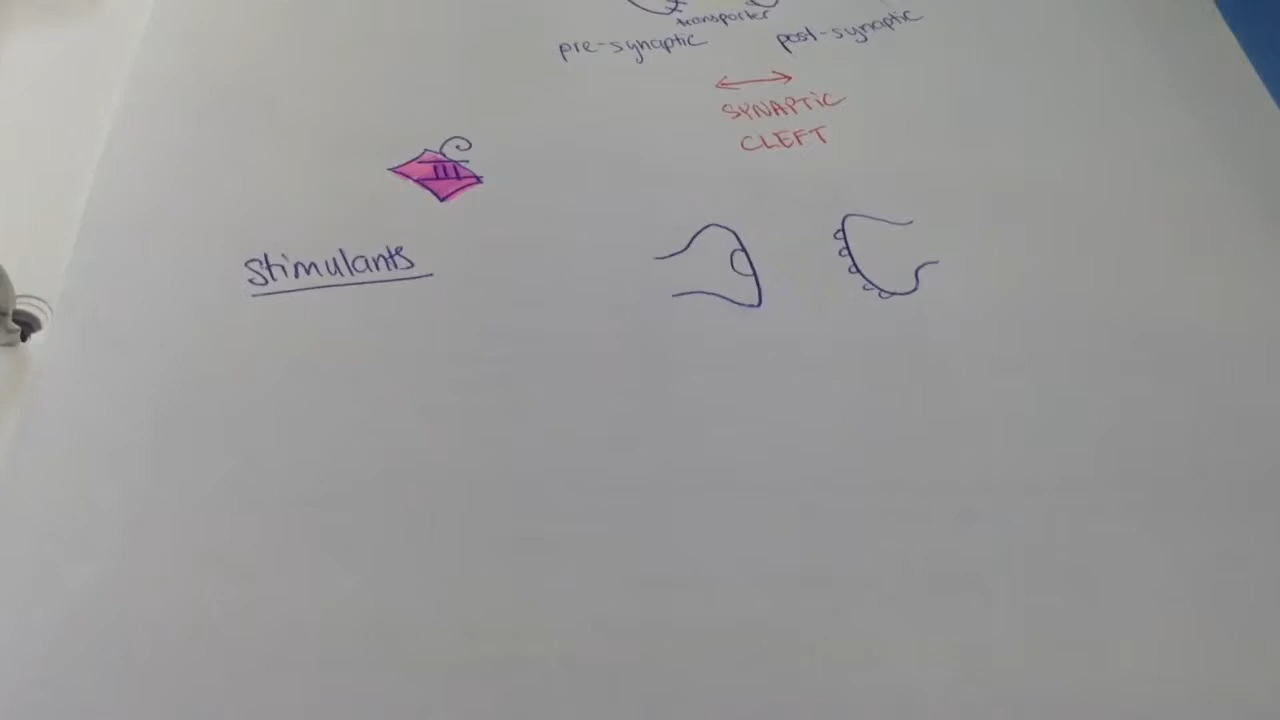 transporter
pre-synaptic
post-synaptic
SYNAPTIC
CLEFT
III
Stimulants